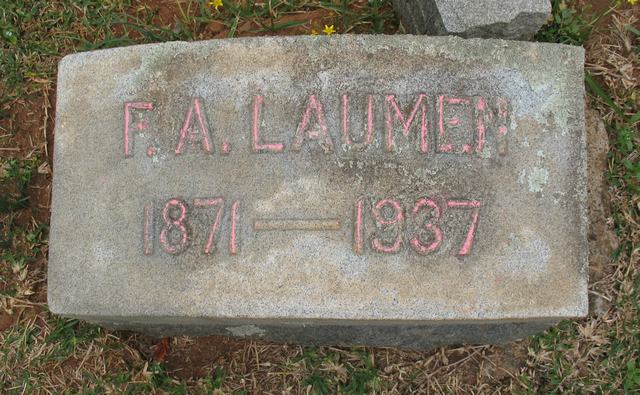 F. A. LAUMEN
1871 — 1937